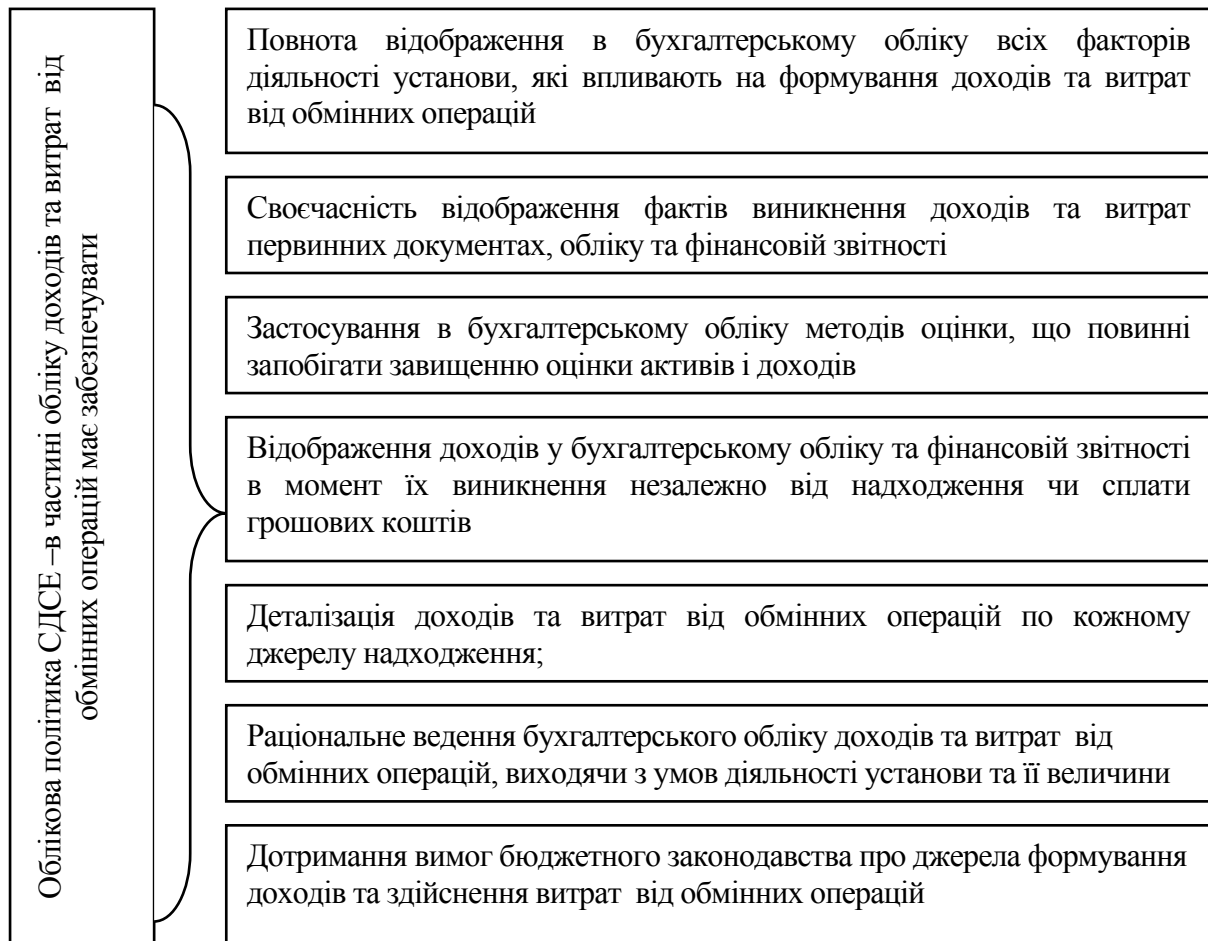 Облікова політика СДСЕ –в частині обліку доходів та витрат від
обмінних операцій має забезпечувати
Повнота відображення в бухгалтерському обліку всіх факторів
діяльності установи, які впливають на формування доходів та витрат
від обмінних операцій
Своєчасність відображення фактів виникнення доходів та витрат
первинних документах, обліку та фінансовій звітності
Застосування в бухгалтерському обліку методів оцінки, що повинні
запобігати завищенню оцінки активів і доходів
Відображення доходів у бухгалтерському обліку та фінансовій звітності
в момент їх виникнення незалежно від надходження чи сплати
грошових коштів
Деталізація доходів та витрат від обмінних операцій по кожному
джерелу надходження;
Раціональне ведення бухгалтерського обліку доходів та витрат від
обмінних операцій, виходячи з умов діяльності установи та її величини
Дотримання вимог бюджетного законодавства про джерела формування
доходів та здійснення витрат від обмінних операцій